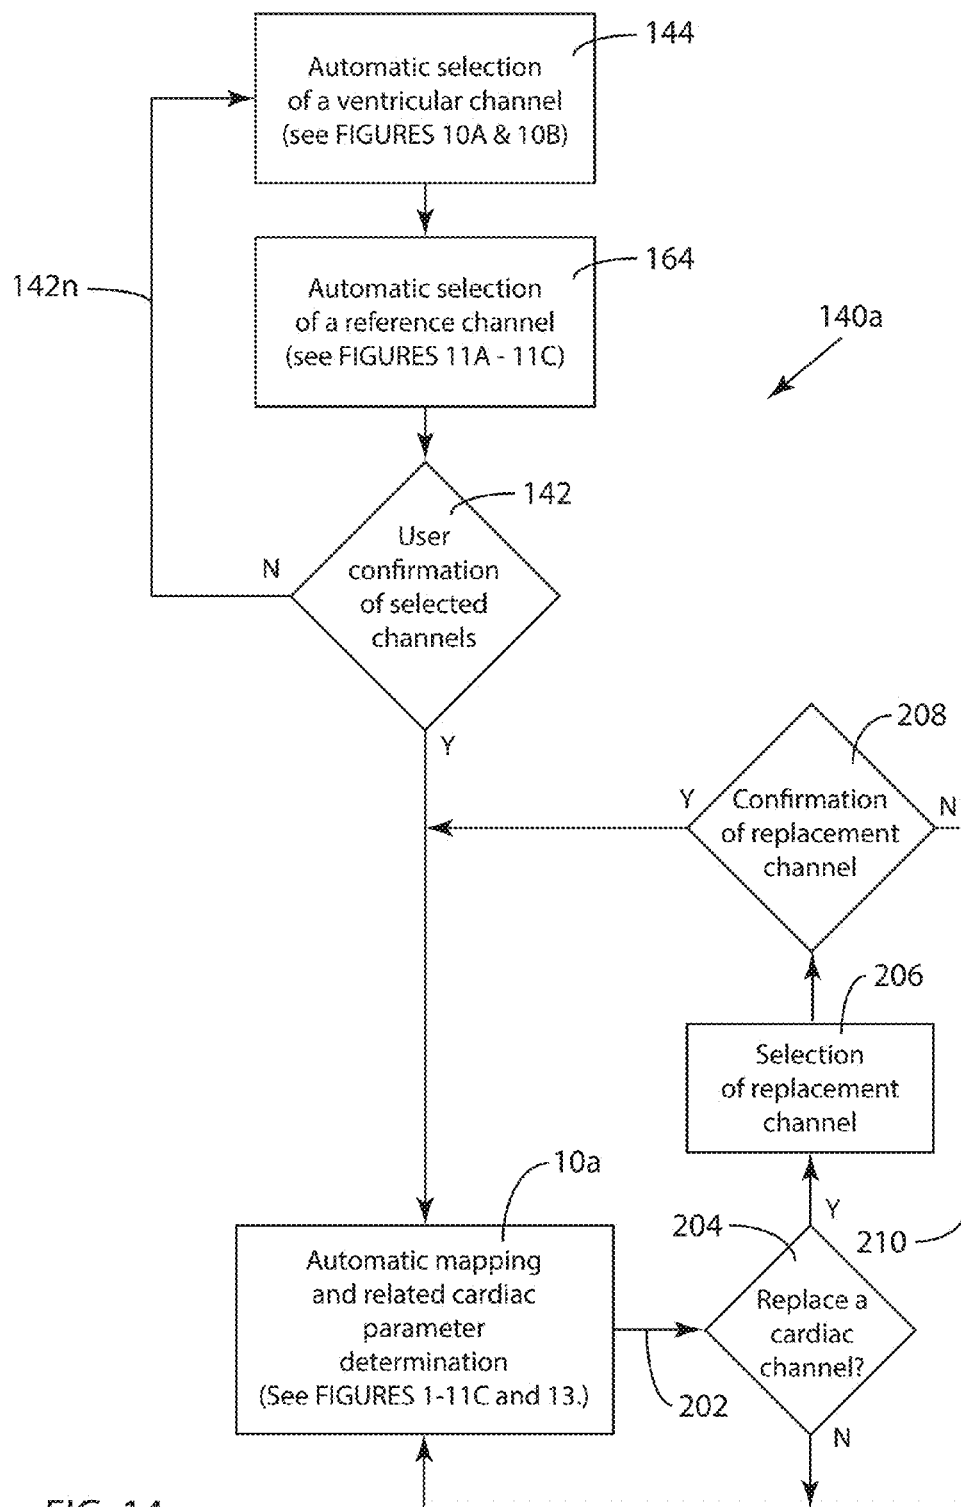 144
Automatic selection
of a ventricular channel
(see FIGURES 10A & 10B)
142n
164
Automatic selection
of a reference channel
(see FIGURES 11A - 11C)
140a
142
User
confirmation
of selected
channels
N
Y
208
Y
Confirmation
of replacement
channel
N
206
Selection
of replacement
channel
10a
Automatic mapping
and related cardiac
parameter
determination
(See FIGURES 1-11C and 13.)
202
204
Y
210
Replace a
cardiac
channel?
N
FIG. 14